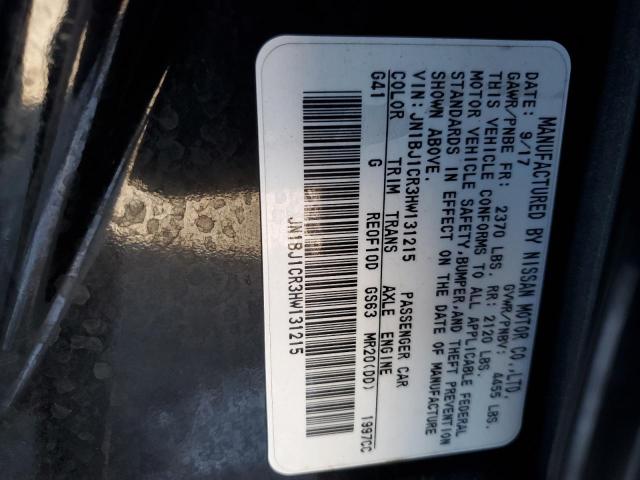 MANUFACTURED BY NISSAN MOTOR CO.,LTD.
DATE: 9/17 GVWR/PNBV: 4455 LBS.
GAWR/PNBE FR: 2370 LBS. RR: 2120 LBS.
THIS VEHICLE CONFORMS TO ALL APPLICABLE FEDERAL
MOTOR VEHICLE SAFETY,BUMPER,AND THEFT PREVENTION
STANDARDS IN EFFECT ON THE DATE OF MANUFACTURE
SHOWN ABOVE.
VIN:JN1BJ1CR3HW131215 PASSENGER CAR
COLOR TRIM TRANS AXLE ENGINE
G41 G RE0F10D GS63 MR20(DD) 1997CC
JN1BJ1CR3HW131215